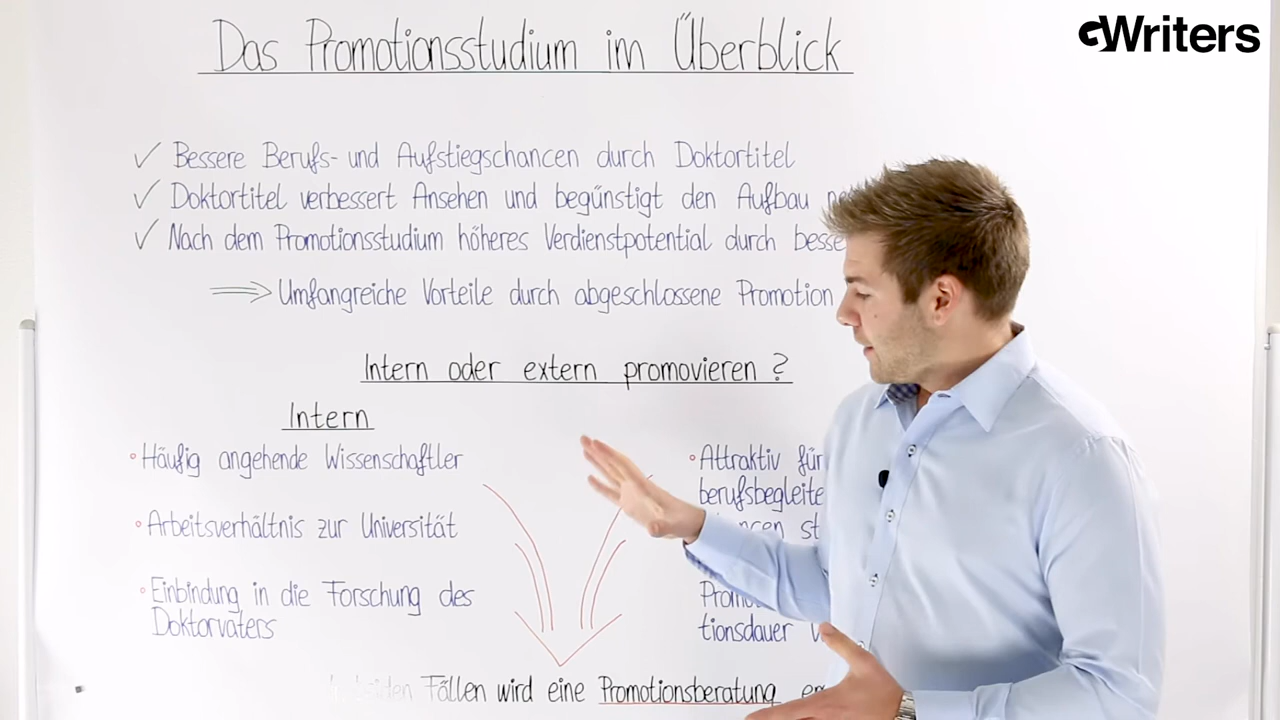 GWriters
Das Promotionsstudium im Überblick
✓ Bessere Berufs- und Aufstiegschancen durch Doktortitel
✓ Doktortitel verbessert Ansehen und begünstigt den Aufbau
✓ Nach dem Promotionsstudium höheres Verdienstpotential durch besse
⇒ Umfangreiche Vorteile durch abgeschlossene Promotion
Intern oder extern promovieren ?
Intern
• Häufig angehende Wissenschaftler
• Arbeitsverhältnis zur Universität
• Einbindung in die Forschung des
Doktorvaters
• Attraktiv für
berufsbegleite
st
Promo
tionsdauer
Fällen wird eine Promotionsberatung